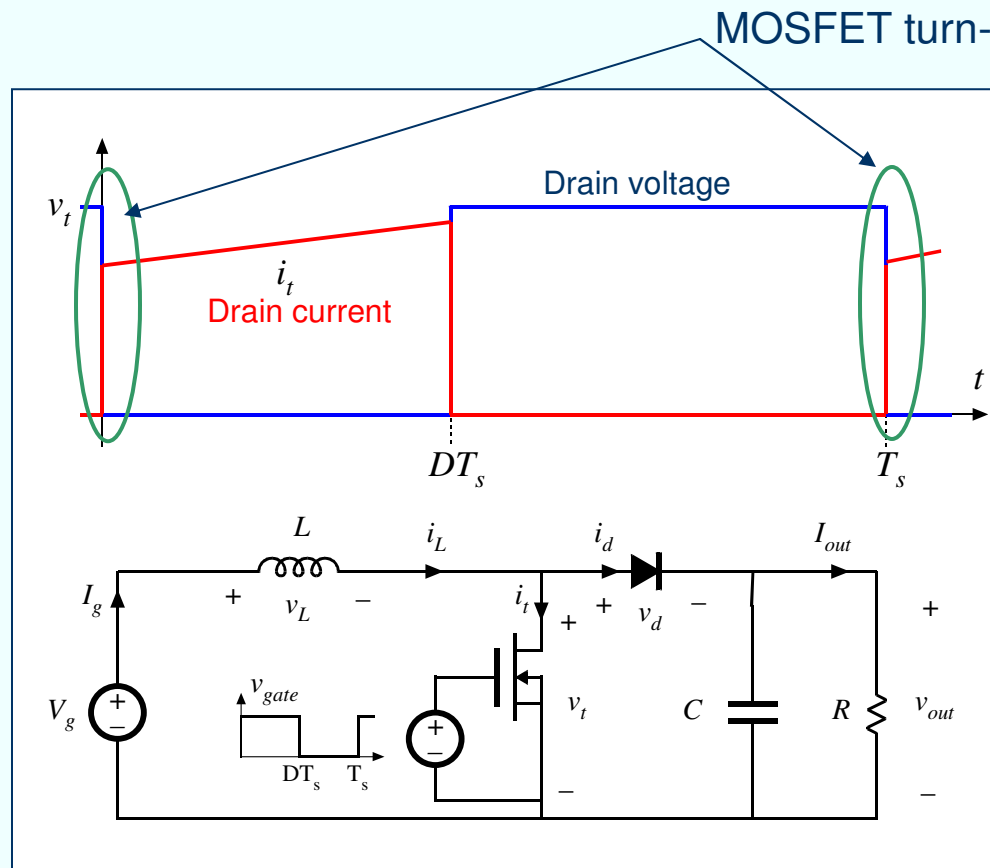 MOSFET turn-
Drain voltage
v_t
i_t
Drain current
t
DT_s
T_s
L
i_L
i_d
I_out
I_g
+
v_L
–
i_t
+
+
v_d
–
+
v_gate
V_g
+
–
+
–
v_t
C
R
v_out
DT_s
T_s
–
–